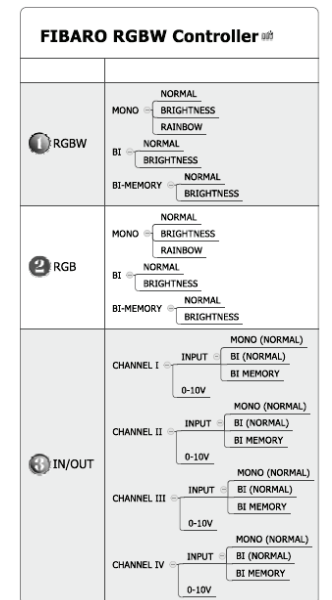 FIBARO RGBW Controller
1 RGBW
MONO
NORMAL
BRIGHTNESS
RAINBOW
BI
NORMAL
BRIGHTNESS
BI-MEMORY
NORMAL
BRIGHTNESS
2 RGB
MONO
NORMAL
BRIGHTNESS
RAINBOW
BI
NORMAL
BRIGHTNESS
BI-MEMORY
NORMAL
BRIGHTNESS
3 IN/OUT
CHANNEL I
INPUT
MONO (NORMAL)
BI (NORMAL)
BI MEMORY
0-10V
CHANNEL II
INPUT
MONO (NORMAL)
BI (NORMAL)
BI MEMORY
0-10V
CHANNEL III
INPUT
MONO (NORMAL)
BI (NORMAL)
BI MEMORY
0-10V
CHANNEL IV
INPUT
MONO (NORMAL)
BI (NORMAL)
BI MEMORY
0-10V